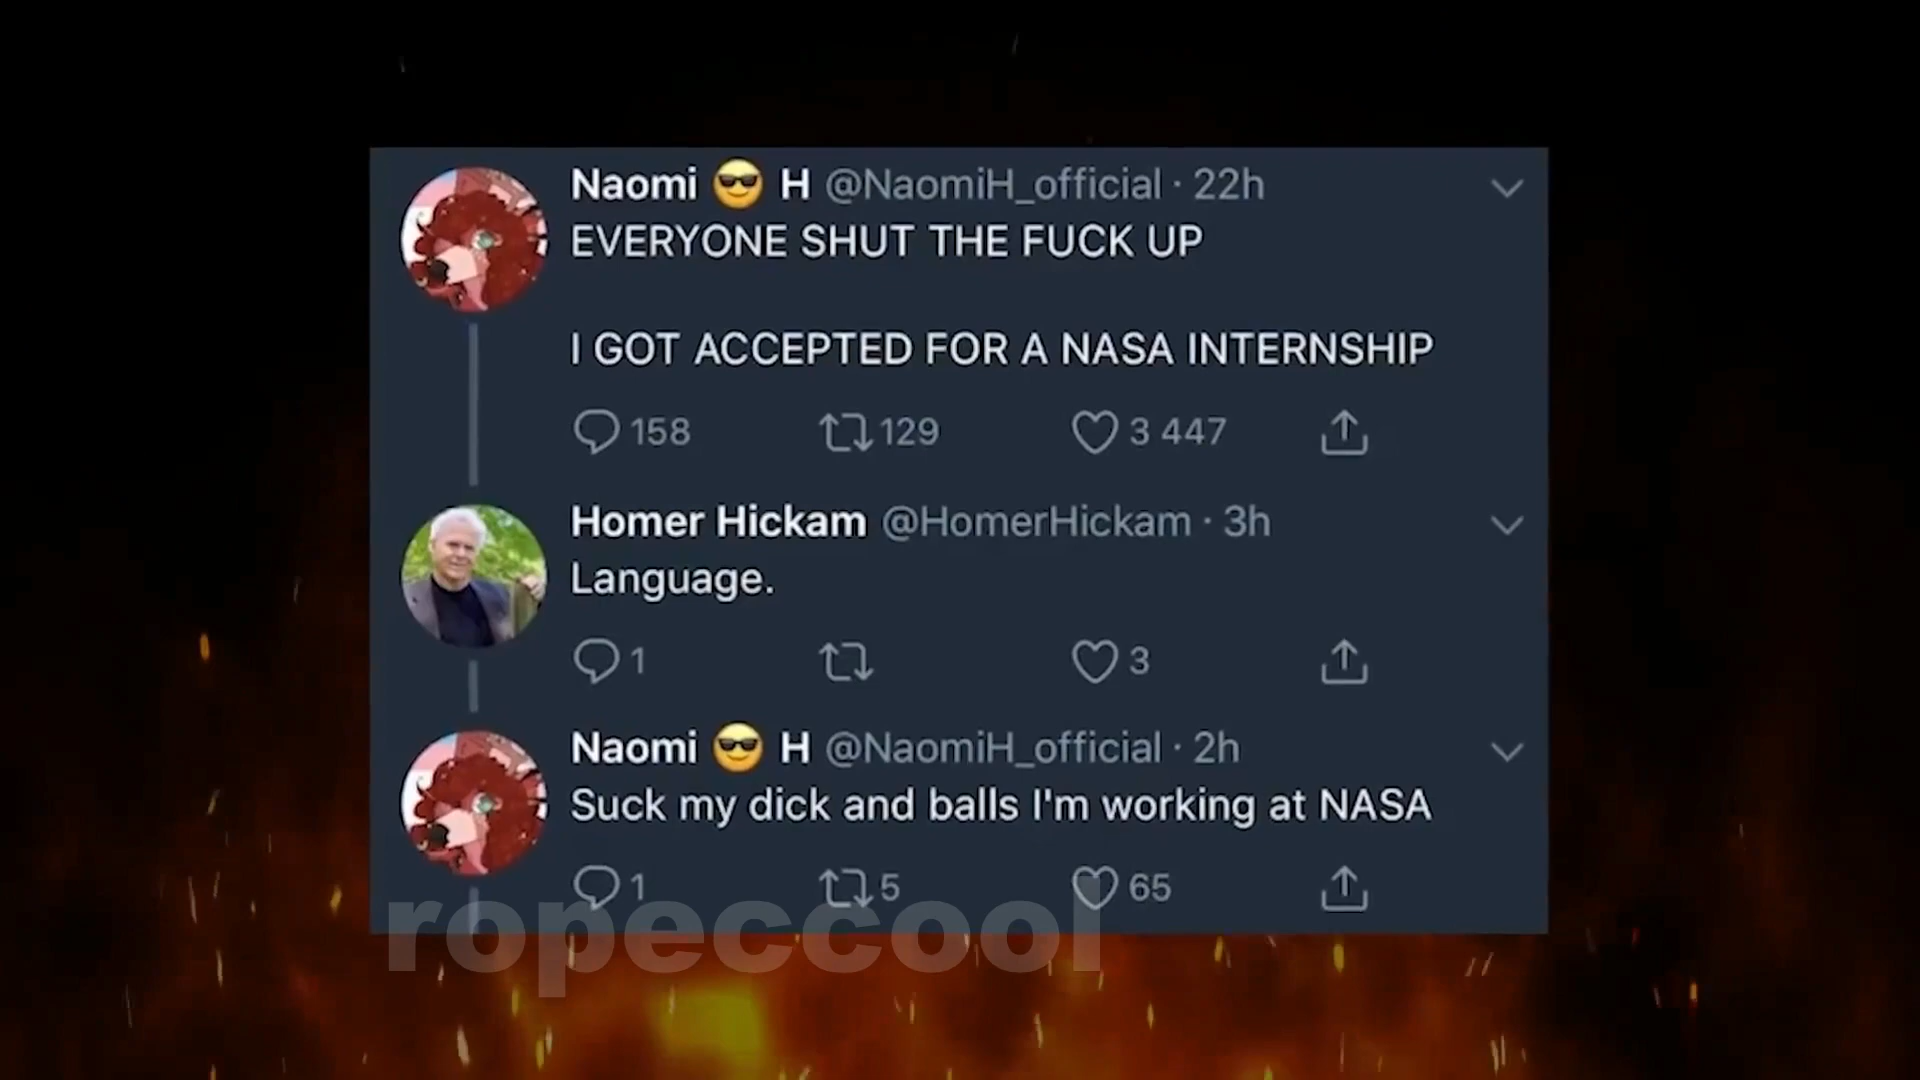 Naomi 😎 H @NaomiH_official · 22h
EVERYONE SHUT THE FUCK UP
I GOT ACCEPTED FOR A NASA INTERNSHIP
158 129 3 447
Homer Hickam @HomerHickam · 3h
Language.
1 3
Naomi 😎 H @NaomiH_official · 2h
Suck my dick and balls I'm working at NASA
1 5 65
ropeccool